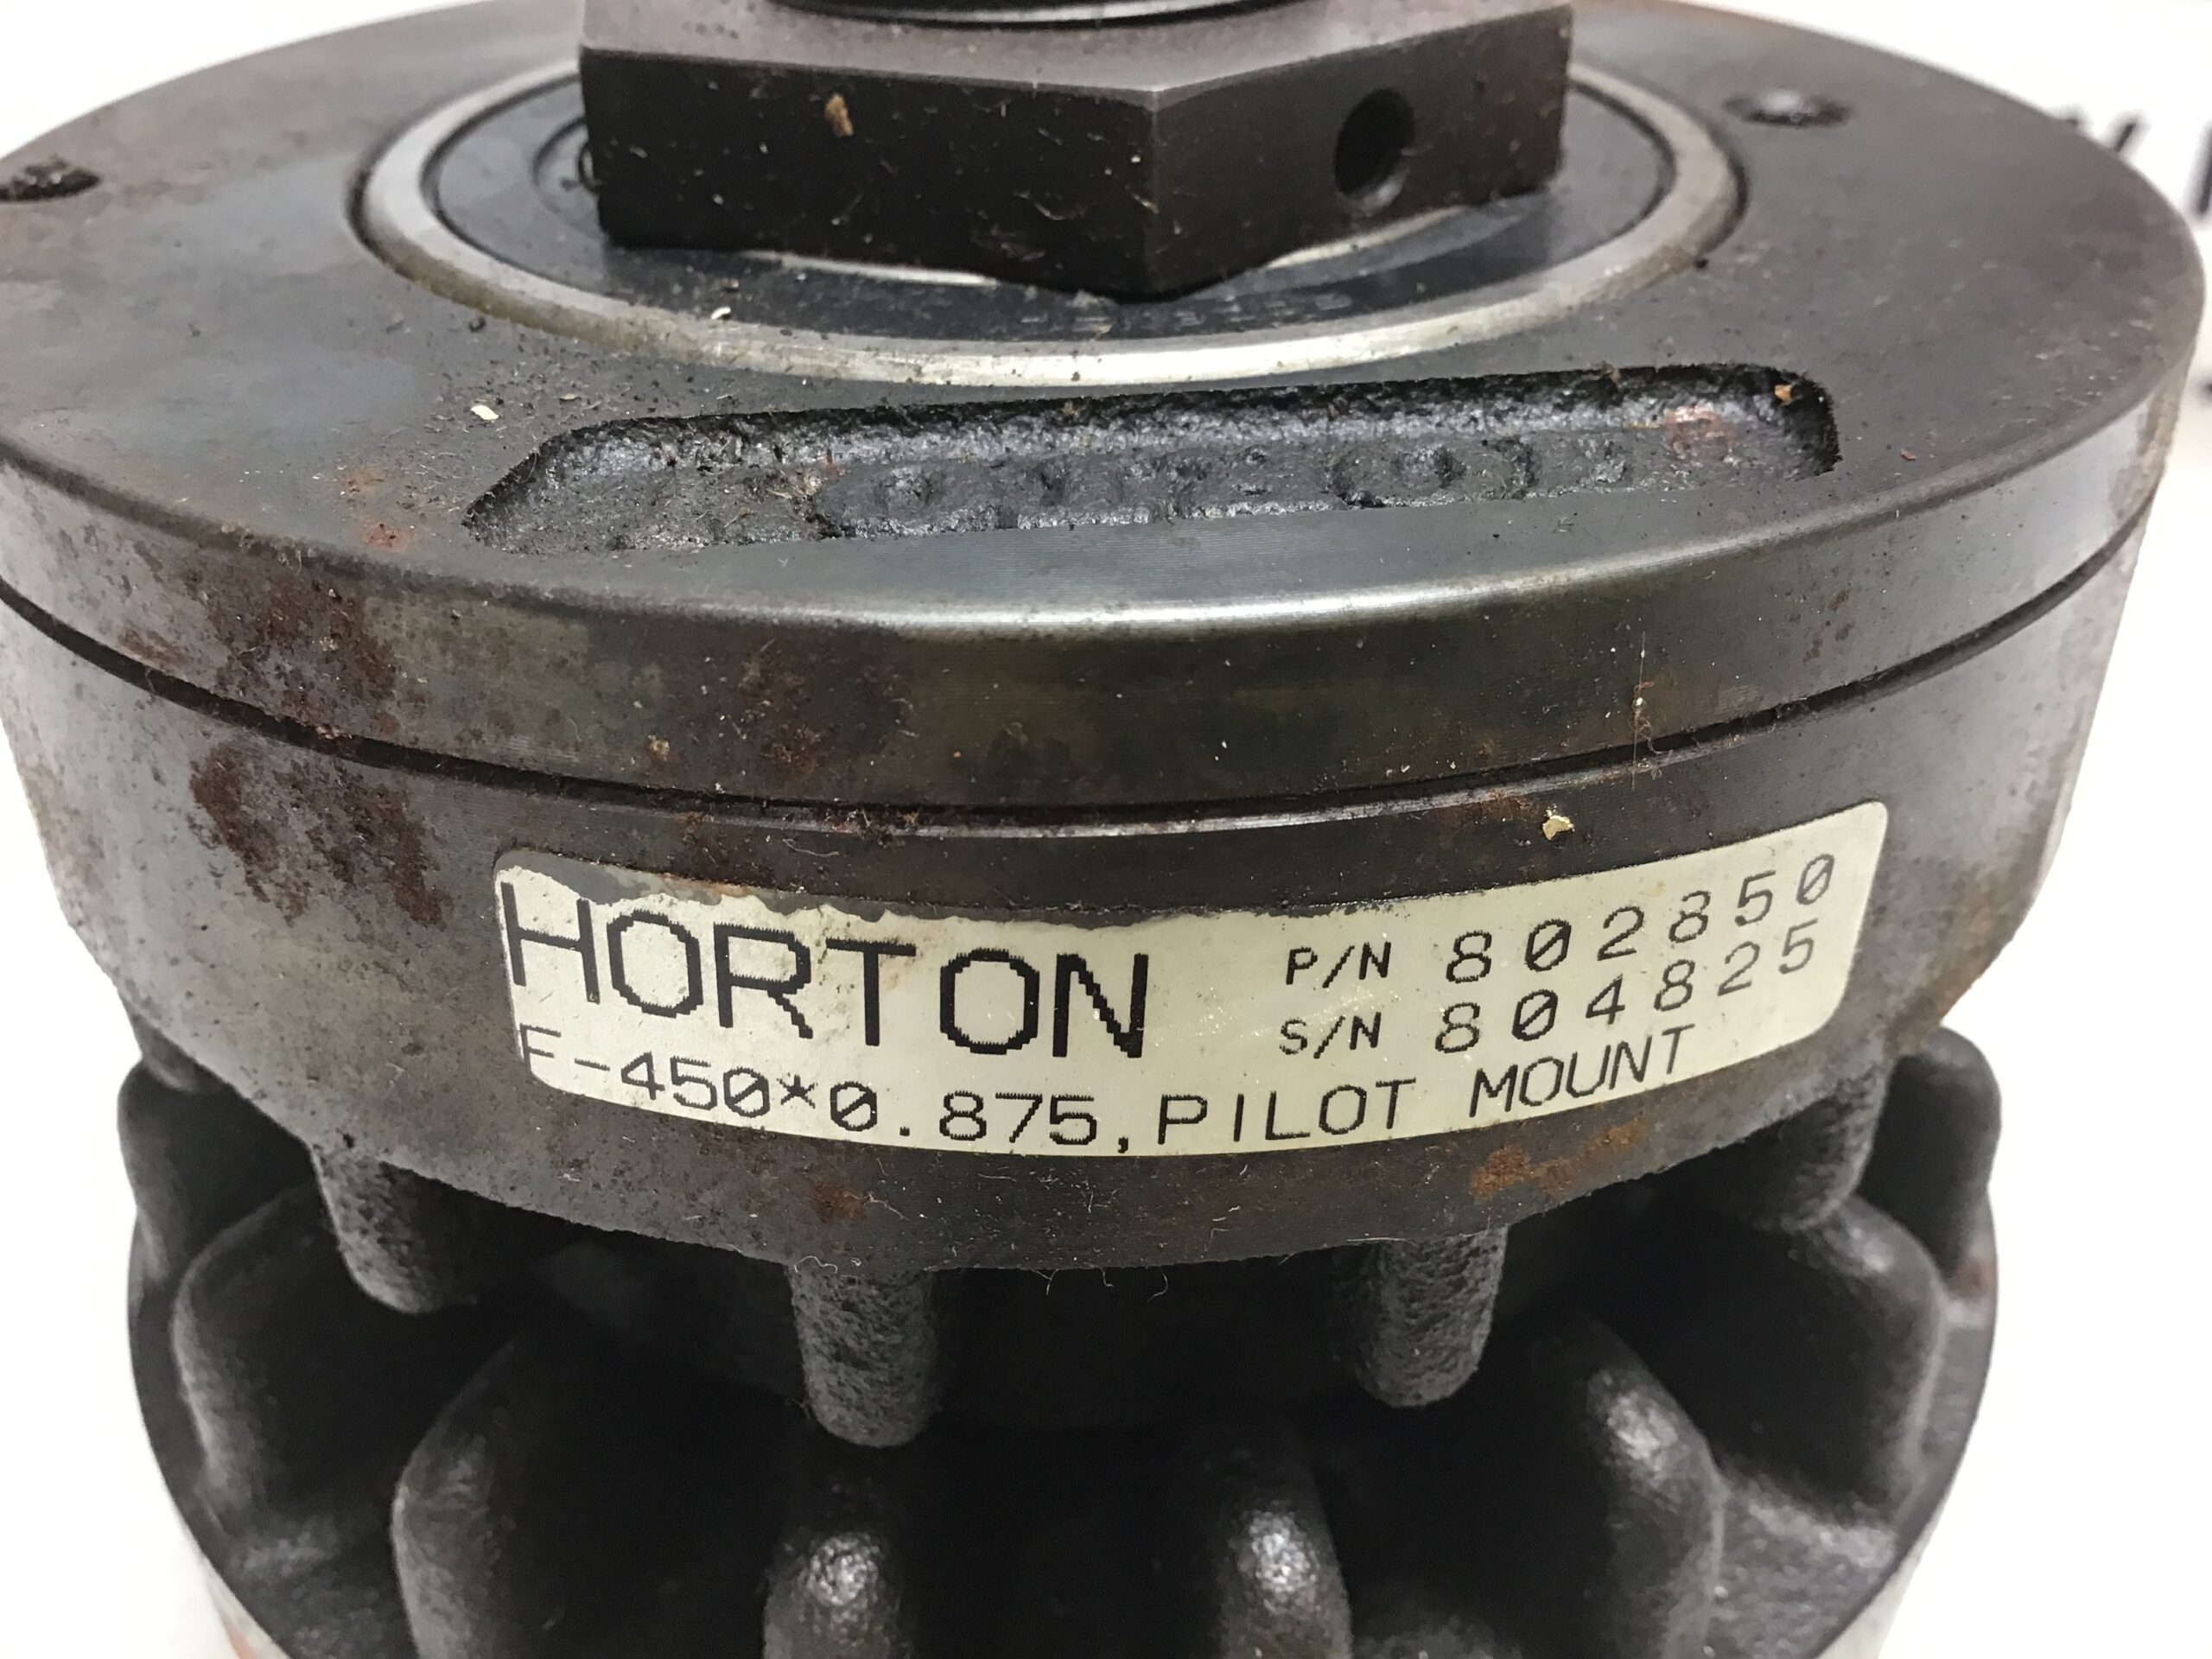 HORTON P/N 802850
S/N 804825
F-450*0.875,PILOT MOUNT